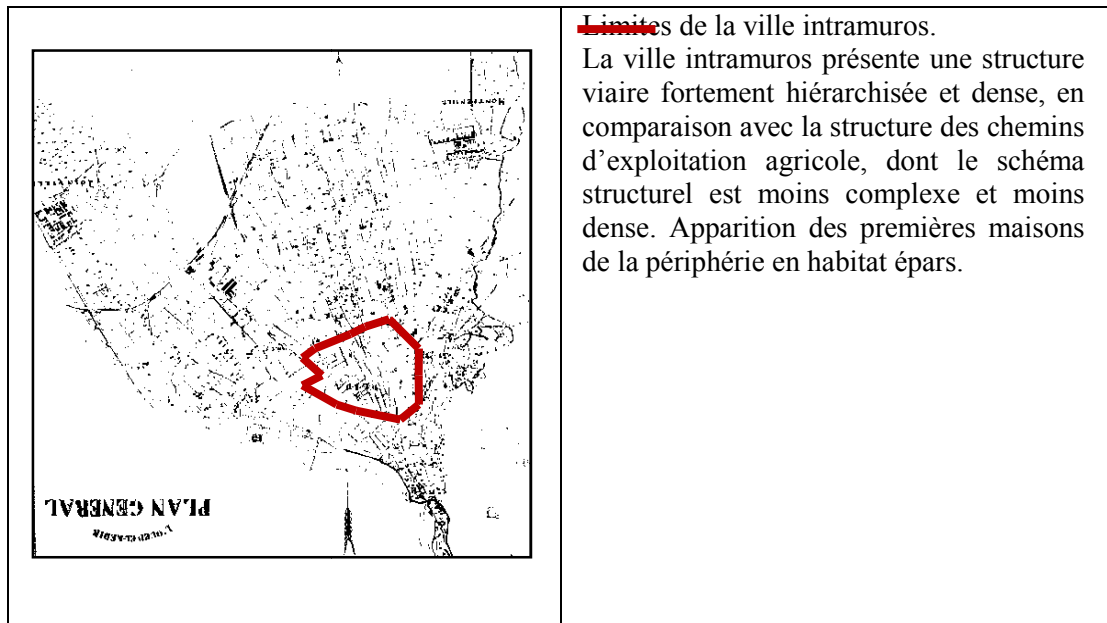 Limites de la ville intramuros.
La ville intramuros présente une structure
viaire fortement hiérarchisée et dense, en
comparaison avec la structure des chemins
d’exploitation agricole, dont le schéma
structurel est moins complexe et moins
dense. Apparition des premières maisons
de la périphérie en habitat épars.
PLAN GENERAL